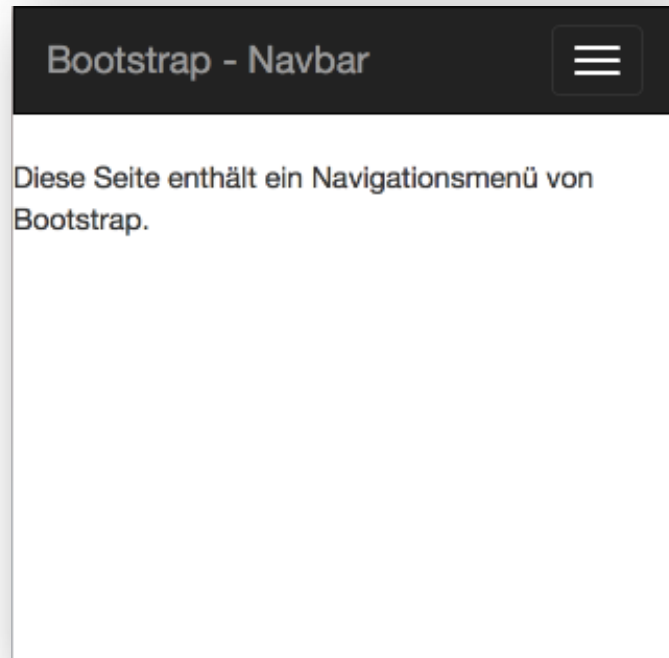 Bootstrap - Navbar
Diese Seite enthält ein Navigationsmenü von
Bootstrap.